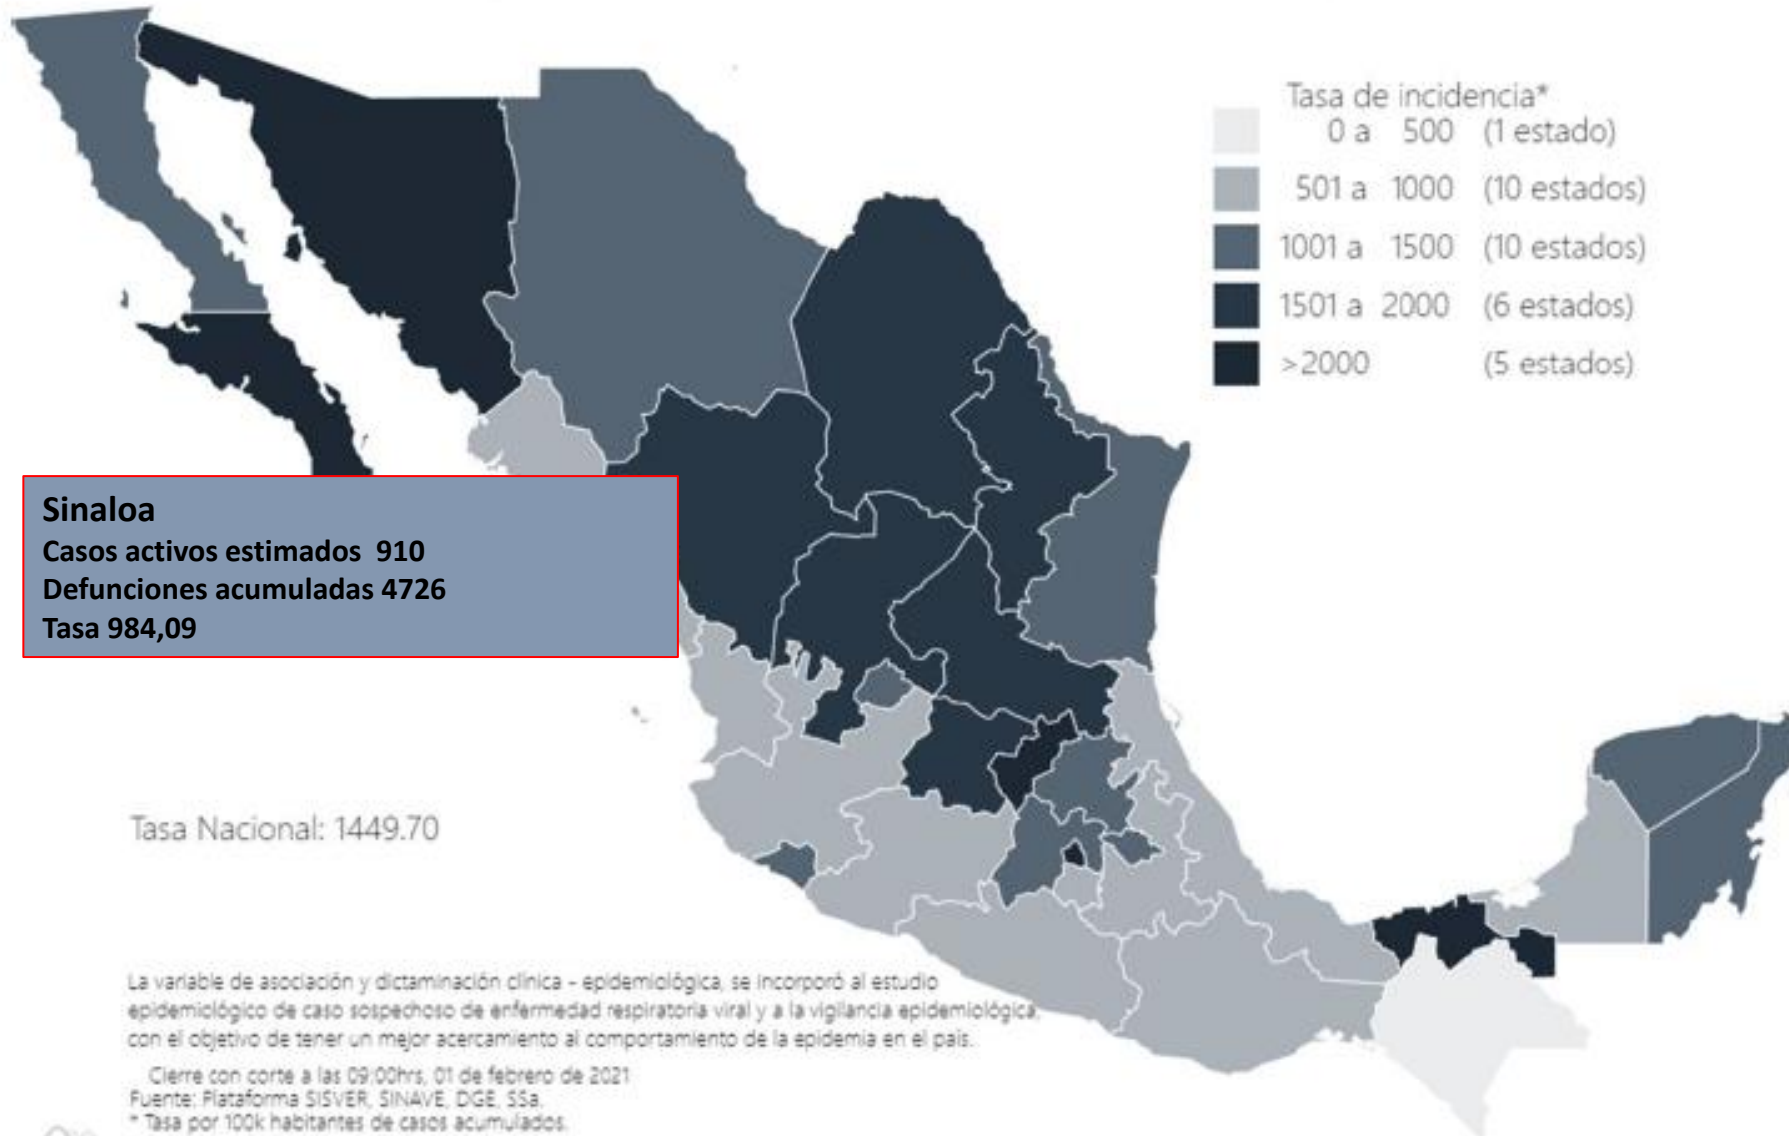 Tasa de incidencia*
0 a 500 (1 estado)
501 a 1000 (10 estados)
1001 a 1500 (10 estados)
1501 a 2000 (6 estados)
>2000 (5 estados)
Sinaloa
Casos activos estimados 910
Defunciones acumuladas 4726
Tasa 984,09
Tasa Nacional: 1449.70
La variable de asociación y dictaminación clínica - epidemiológica, se incorporó al estudio
epidemiológico de caso sospechoso de enfermedad respiratoria viral y a la vigilancia epidemiológica,
con el objetivo de tener un mejor acercamiento al comportamiento de la epidemia en el país.
Cierre con corte a las 09:00hrs, 01 de febrero de 2021
Fuente: Plataforma SISVER, SINAVE, DGE, SSa.
* Tasa por 100k habitantes de casos acumulados.